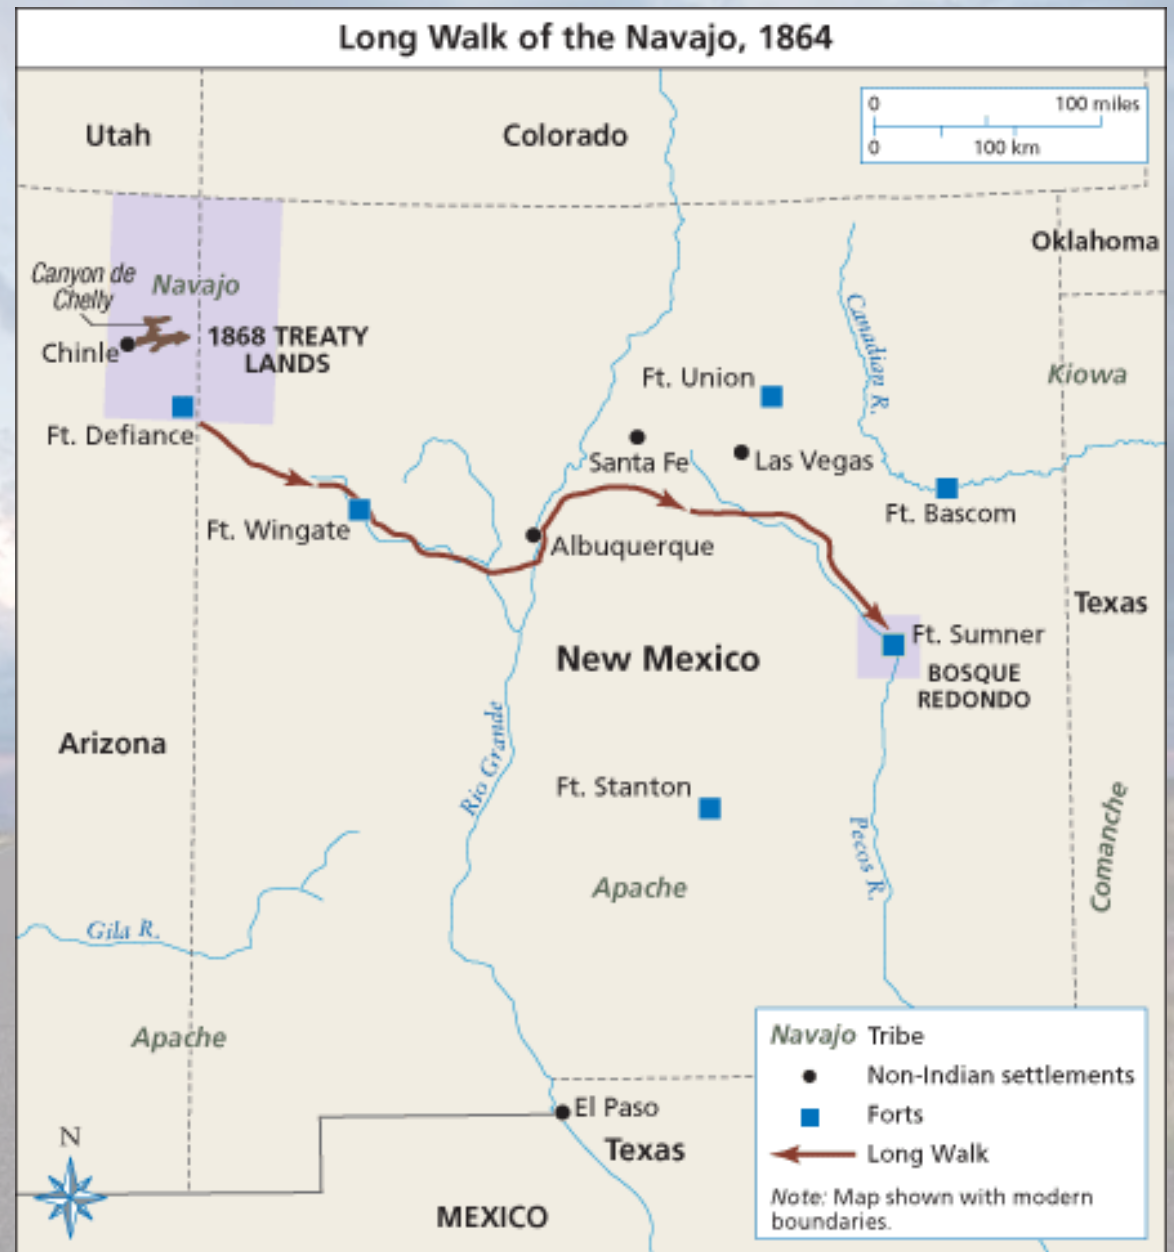 Long Walk of the Navajo, 1864
0 100 miles
0 100 km
Utah
Colorado
Oklahoma
Canyon de
Chelly
Navajo
Chinle
1868 TREATY
LANDS
Ft. Defiance
Canadian R.
Kiowa
Ft. Union
Santa Fe
Las Vegas
Ft. Wingate
Albuquerque
Ft. Bascom
Texas
Ft. Sumner
BOSQUE
REDONDO
New Mexico
Arizona
Rio Grande
Ft. Stanton
Pecos R.
Comanche
Apache
Gila R.
Apache
El Paso
Texas
MEXICO
N
Navajo Tribe
Non-Indian settlements
Forts
Long Walk
Note: Map shown with modern
boundaries.